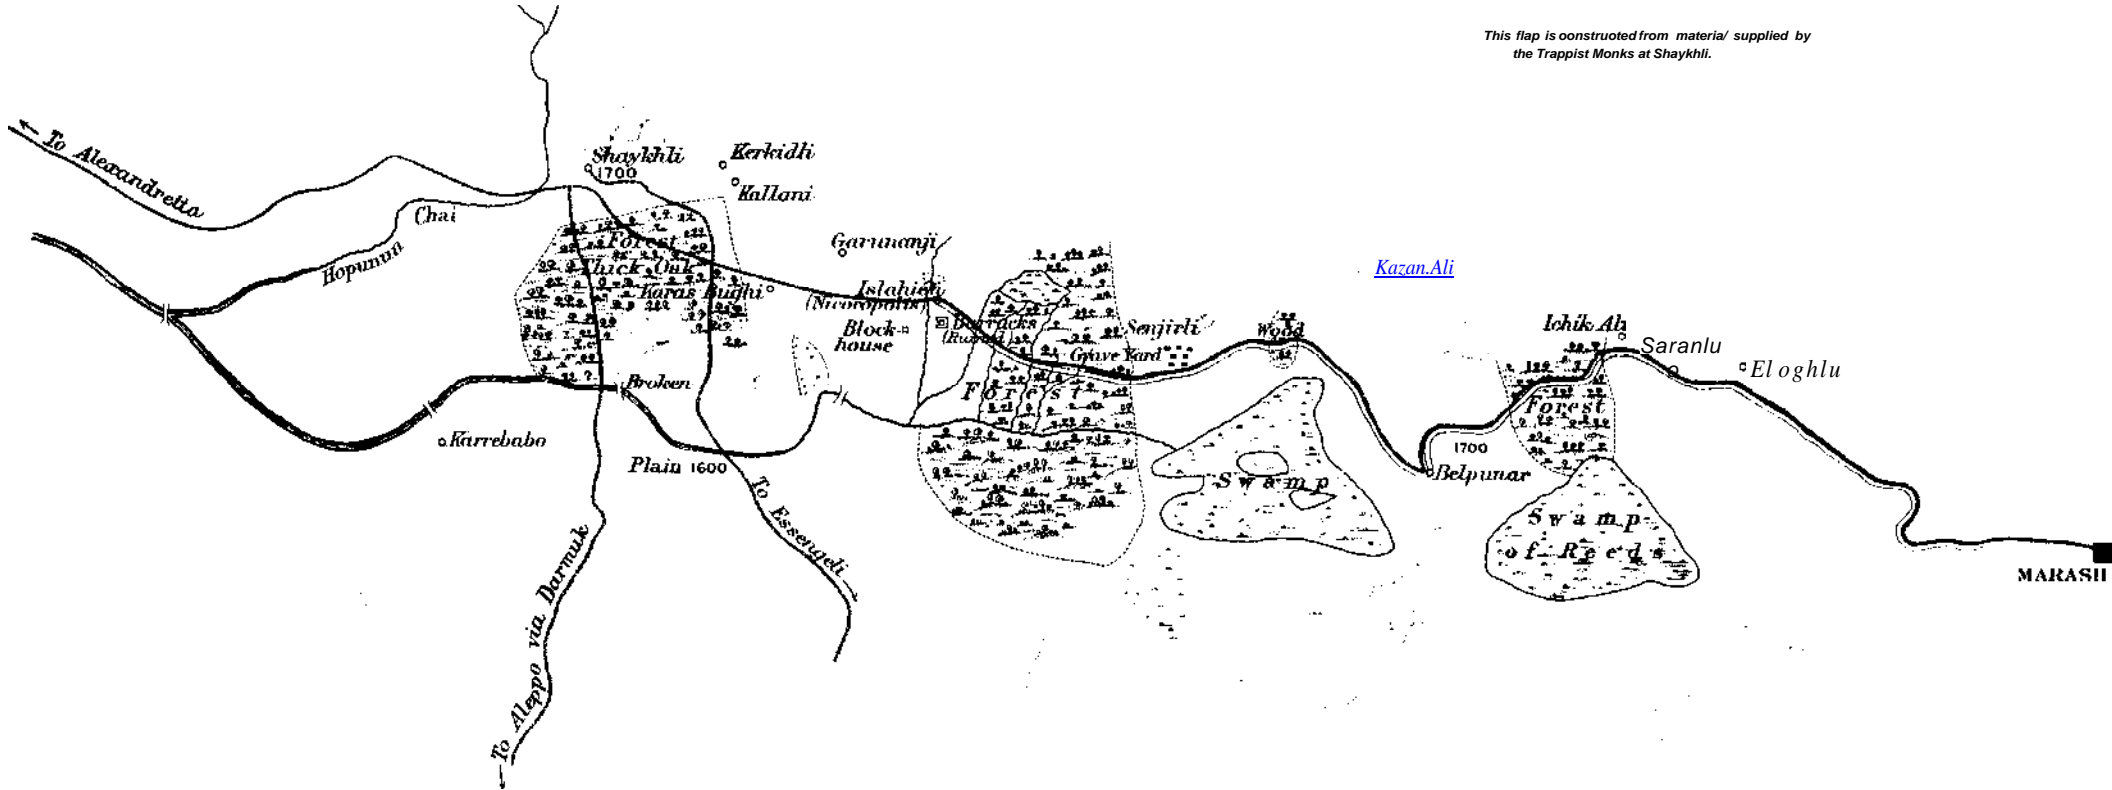 This flap is oonstruoted from materia/ supplied by
the Trappist Monks at Shaykhli.
To Alexandretta
Shaykhli
1700
Kerkidli
Kallani
Chai
Hopunun
Forest
Thick Oak
Karas Bughi
Garunanji
Islahieh
(Nicoropolis)
Block-
house
Barracks
(Ruined)
Senjirli
Grave Yard
Wood
Kazan.Ali
Ichik Ali
Saranlu
El oghlu
Forest
Broken
Karrebabo
Plain 1600
Forest
Swamp
1700
Belpunar
Swamp
of Reeds
MARASH
To Essengeli
To Aleppo via Darmuk